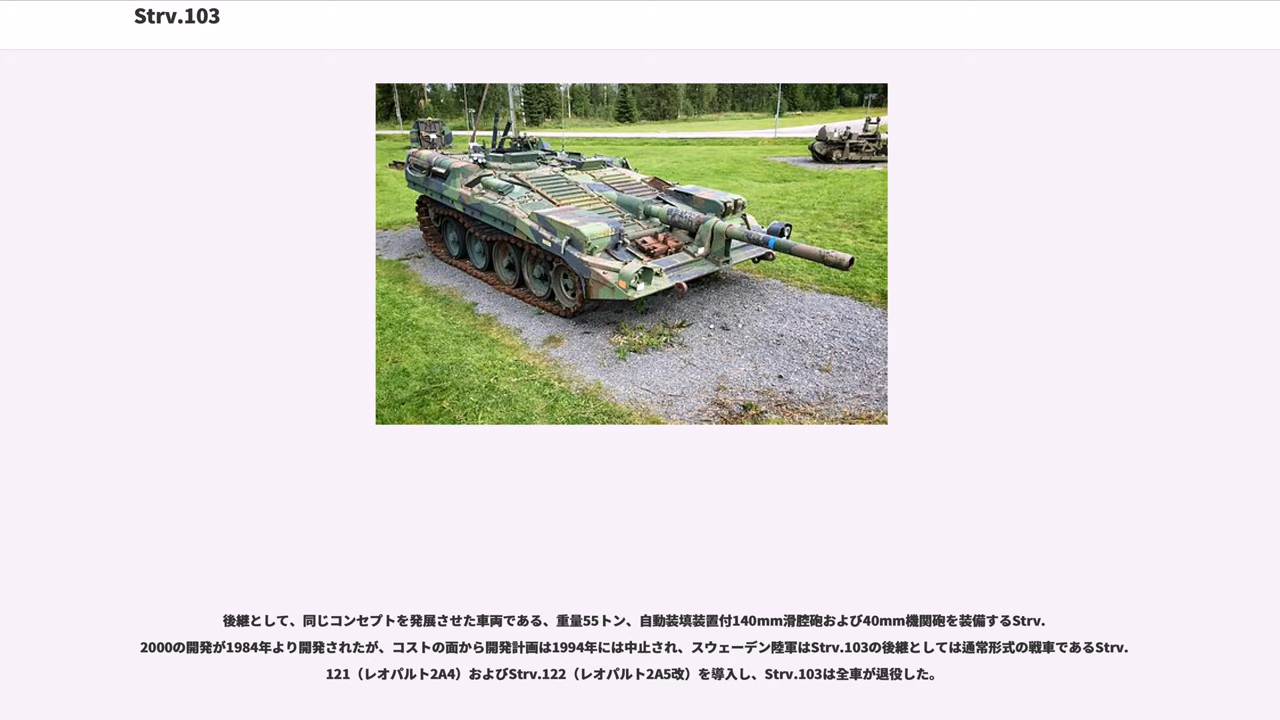 Strv.103
後継として、同じコンセプトを発展させた車両である、重量55トン、自動装填装置付140mm滑腔砲および40mm機関砲を装備するStrv.
2000の開発が1984年より開発されたが、コストの面から開発計画は1994年には中止され、スウェーデン陸軍はStrv.103の後継としては通常形式の戦車であるStrv.
121（レオパルト2A4）およびStrv.122（レオパルト2A5改）を導入し、Strv.103は全車が退役した。